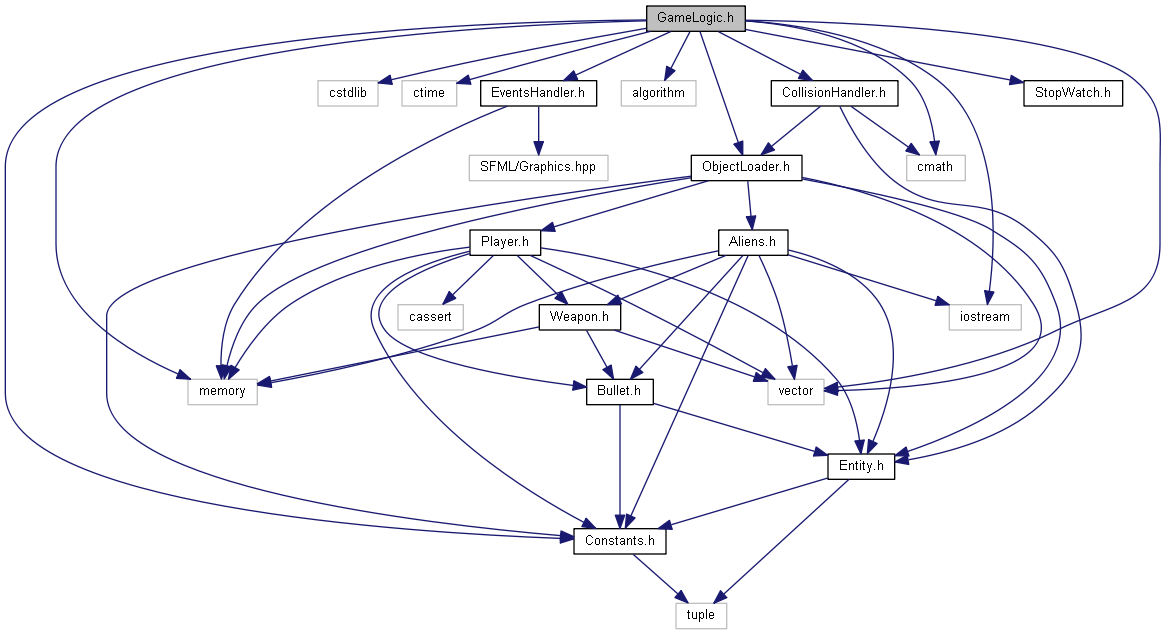 GameLogic.h
cstdlib
ctime
EventsHandler.h
algorithm
CollisionHandler.h
StopWatch.h
SFML/Graphics.hpp
ObjectLoader.h
cmath
Player.h
Aliens.h
cassert
Weapon.h
iostream
memory
Bullet.h
vector
Entity.h
Constants.h
tuple